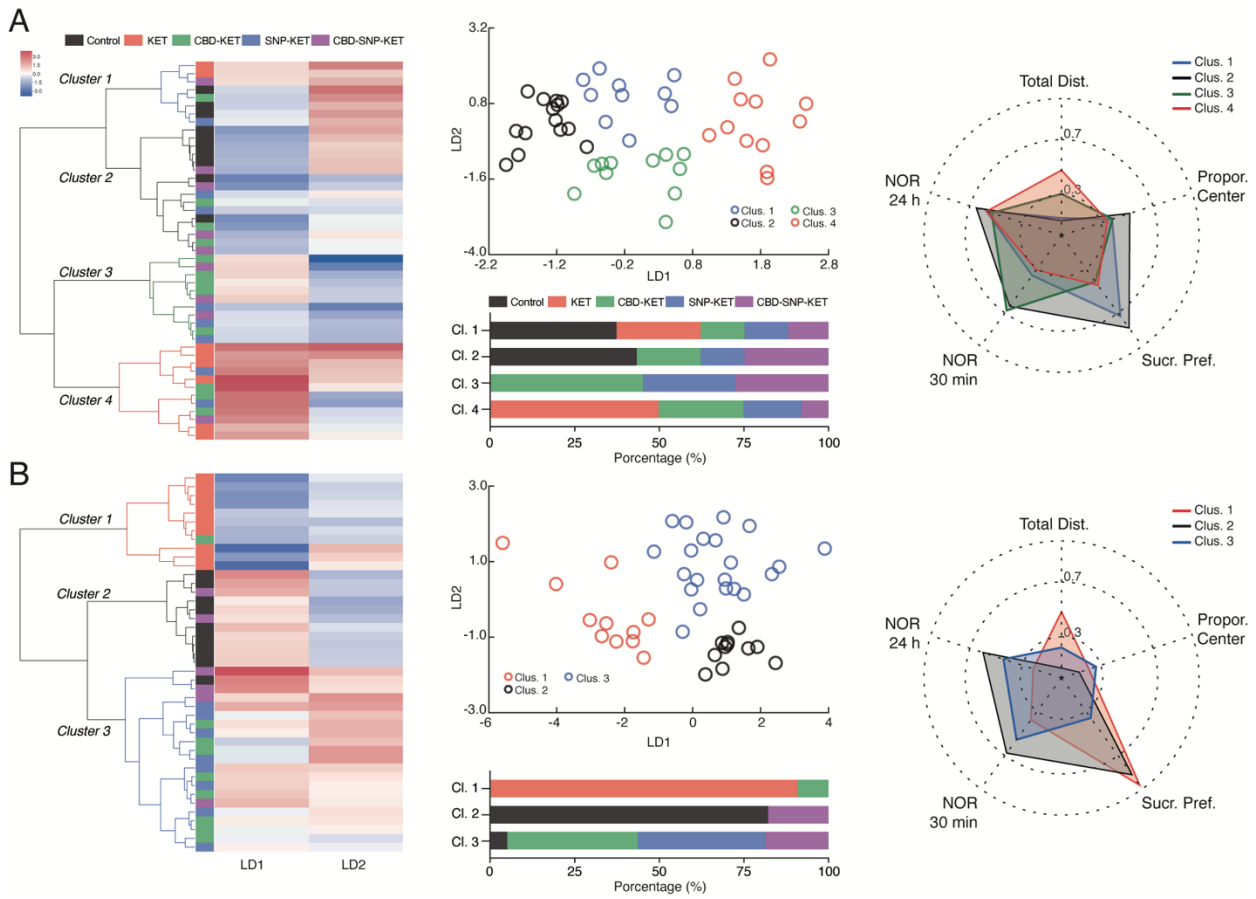 A
Control KET CBD-KET SNP-KET CBD-SNP-KET
3.0
1.5
0.0
-1.5
-3.0
Cluster 1
Cluster 2
Cluster 3
Cluster 4
3.2
0.8
-1.6
-4.0
LD2
-2.2 -1.2 -0.2 0.8 1.8 2.8
LD1
Clus. 1 Clus. 3
Clus. 2 Clus. 4
Control KET CBD-KET SNP-KET CBD-SNP-KET
Cl. 1
Cl. 2
Cl. 3
Cl. 4
0 25 50 75 100
Porcentage (%)
Clus. 1
Clus. 2
Clus. 3
Clus. 4
Total Dist.
0.7
0.3
*
Propor.
Center
NOR
24 h
NOR
30 min
Sucr. Pref.
B
Cluster 1
Cluster 2
Cluster 3
LD1 LD2
3.0
1.0
-1.0
-3.0
LD2
-6 -4 -2 0 2 4
LD1
Clus. 1 Clus. 3
Clus. 2
Cl. 1
Cl. 2
Cl. 3
0 25 50 75 100
Percentage (%)
Clus. 1
Clus. 2
Clus. 3
Total Dist.
0.7
0.3
*
Propor.
Center
NOR
24 h
NOR
30 min
Sucr. Pref.